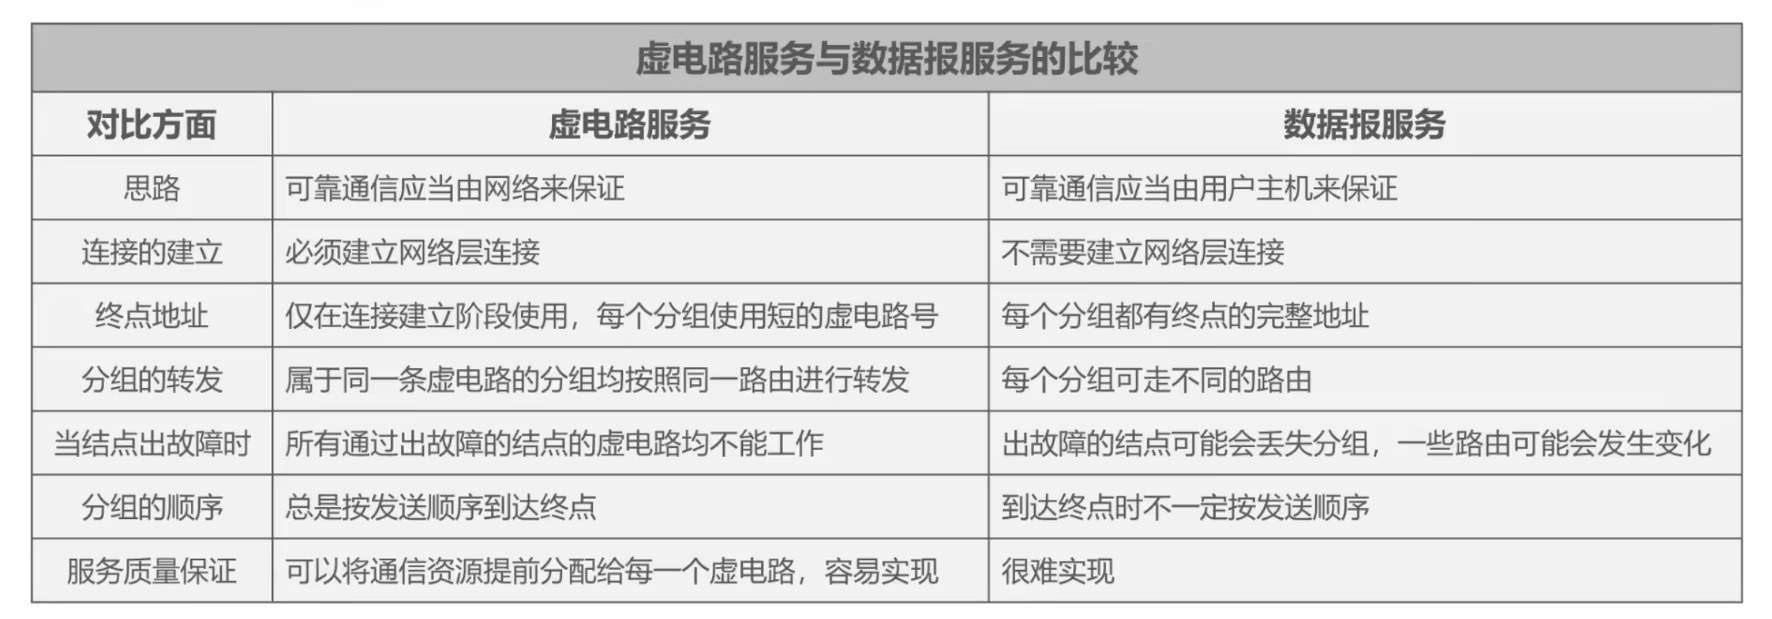 虚电路服务与数据报服务的比较
对比方面 虚电路服务 数据报服务
思路 可靠通信应当由网络来保证 可靠通信应当由用户主机来保证
连接的建立 必须建立网络层连接 不需要建立网络层连接
终点地址 仅在连接建立阶段使用，每个分组使用短的虚电路号 每个分组都有终点的完整地址
分组的转发 属于同一条虚电路的分组均按照同一路由进行转发 每个分组可走不同的路由
当结点出故障时 所有通过出故障的结点的虚电路均不能工作 出故障的结点可能会丢失分组，一些路由可能会发生变化
分组的顺序 总是按发送顺序到达终点 到达终点时不一定按发送顺序
服务质量保证 可以将通信资源提前分配给每一个虚电路，容易实现 很难实现